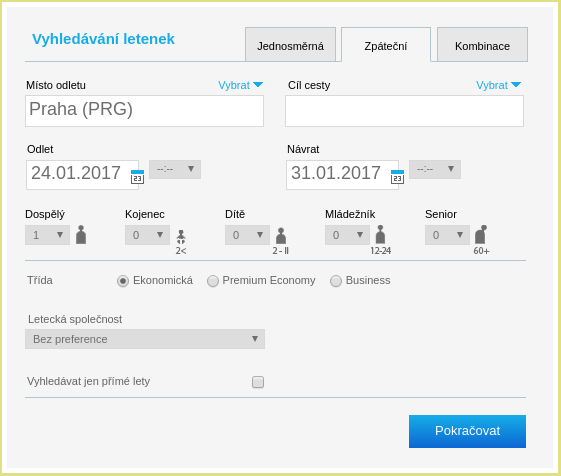 Vyhledávání letenek
Jednosměrná Zpáteční Kombinace
Místo odletu Vybrat Cíl cesty Vybrat
Praha (PRG)
Odlet Návrat
24.01.2017 23 --:-- 31.01.2017 23 --:--
Dospělý Kojenec Dítě Mládežník Senior
1 0 0 0 0
2< 2 - 11 12-24 60+
Třída Ekonomická Premium Economy Business
Letecká společnost
Bez preference
Vyhledávat jen přímé lety
Pokračovat